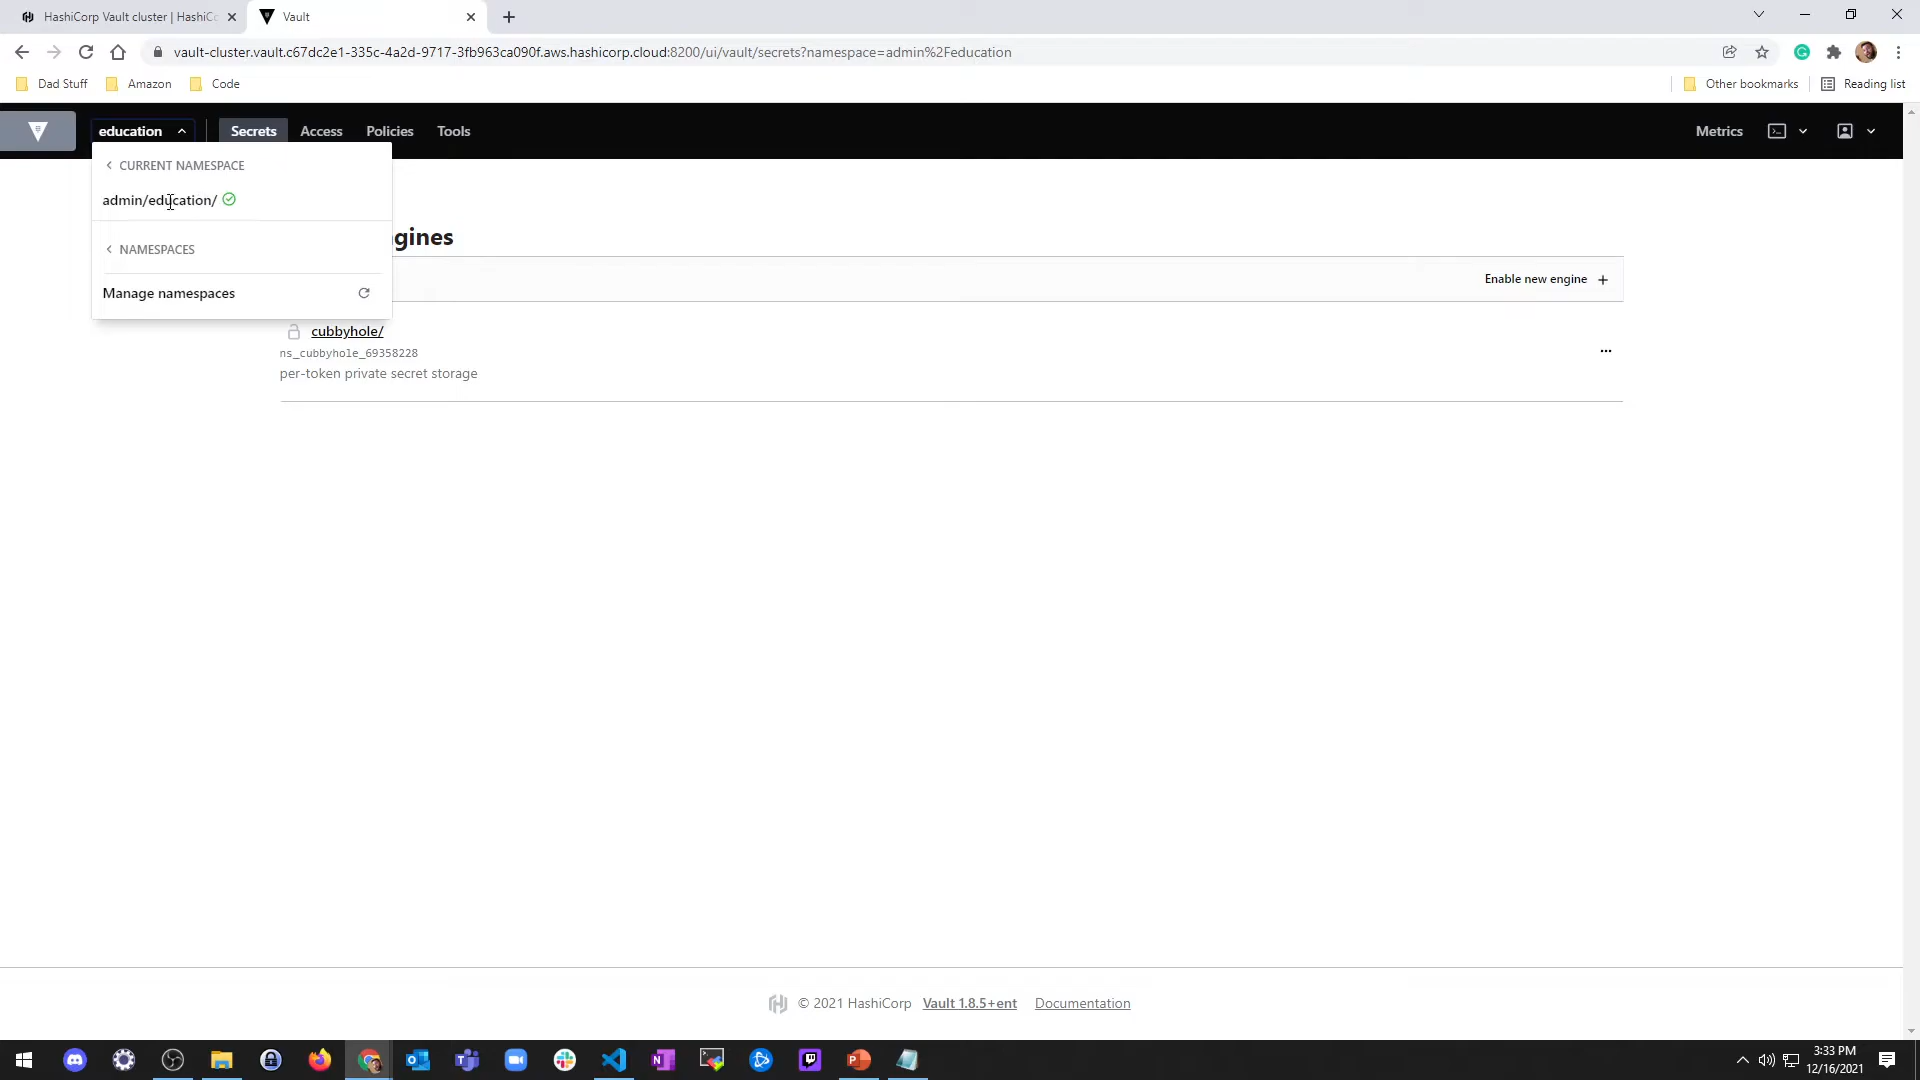 HashiCorp Vault cluster | HashiC
Vault
vault-cluster.vault.c67dc2e1-335c-4a2d-9717-3fb963ca090f.aws.hashicorp.cloud:8200/ui/vault/secrets?namespace=admin%2Feducation
Dad Stuff
Amazon
Code
Other bookmarks
Reading list
education
Secrets
Access
Policies
Tools
Metrics
CURRENT NAMESPACE
admin/education/
NAMESPACES
Manage namespaces
gines
Enable new engine +
cubbyhole/
ns_cubbyhole_69358228
per-token private secret storage
© 2021 HashiCorp
Vault 1.8.5+ent
Documentation
3:33 PM
12/16/2021